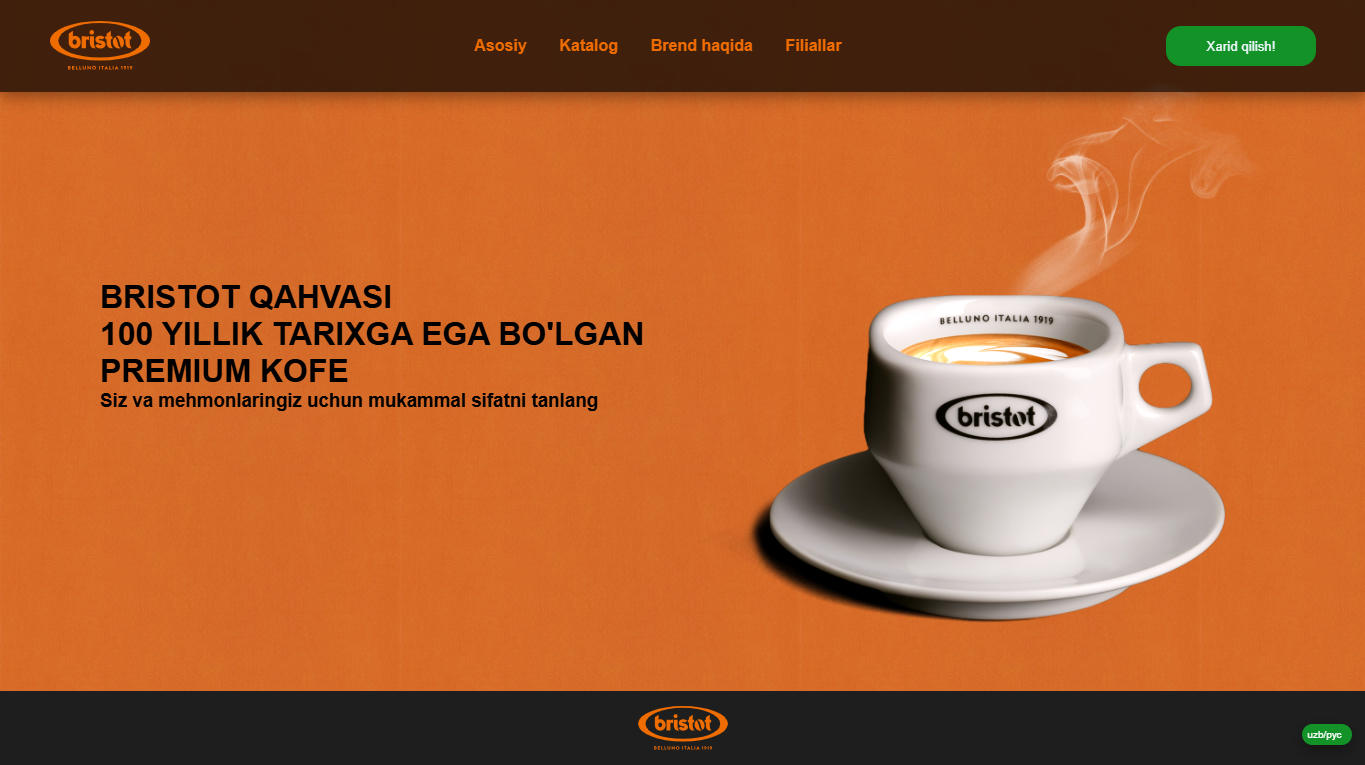 bristot
BELLUNO ITALIA 1919
Asosiy
Katalog
Brend haqida
Filiallar
Xarid qilish!
BRISTOT QAHVASI
100 YILLIK TARIXGA EGA BO'LGAN
PREMIUM KOFE
Siz va mehmonlaringiz uchun mukammal sifatni tanlang
BELLUNO ITALIA 1919
bristot
bristot
BELLUNO ITALIA 1919
uzb/рус